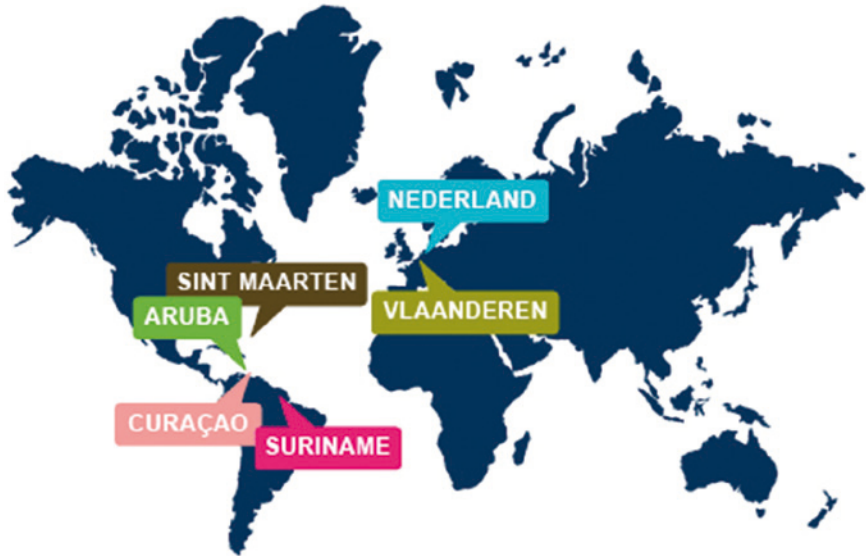 NEDERLAND
SINT MAARTEN
ARUBA
VLAANDEREN
CURAÇAO
SURINAME